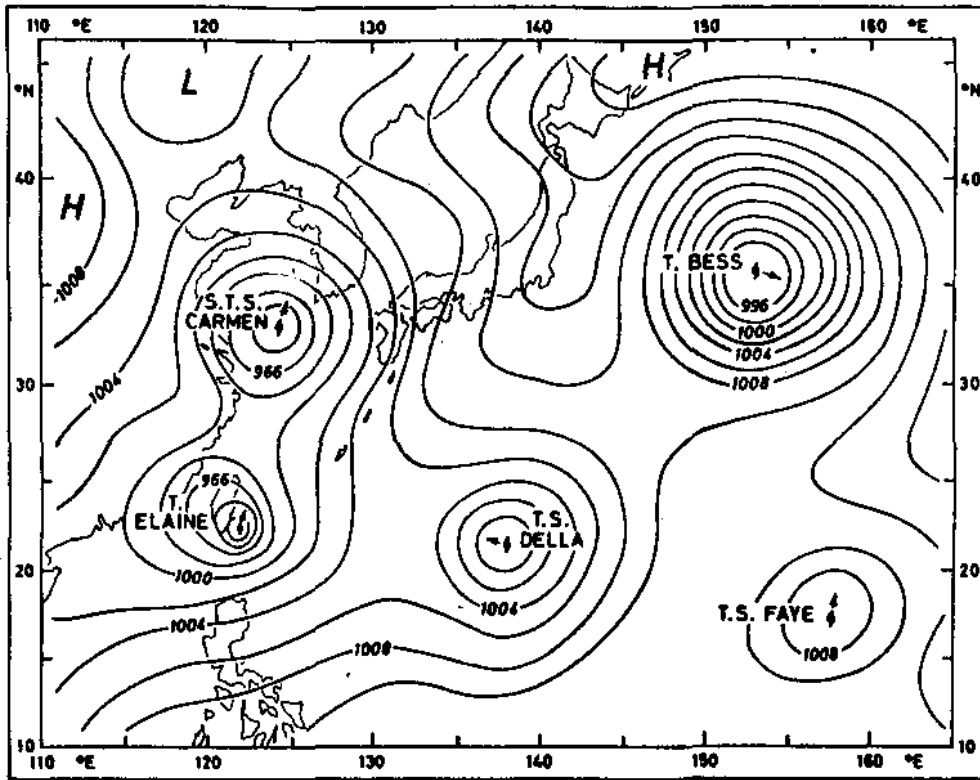 110 °E 120 130 140 150 160 °E
°N °N
L
H
40 40
H
1008
T. BESS
S.T.S.
CARMEN
996
1000
1004
966
1004
1008
30 30
966
T.
ELAINE
T.S.
DELLA
1000
20 20
1004
1004
T.S. FAYE
1008
1008
10 10
110 °E 120 130 140 150 160 °E